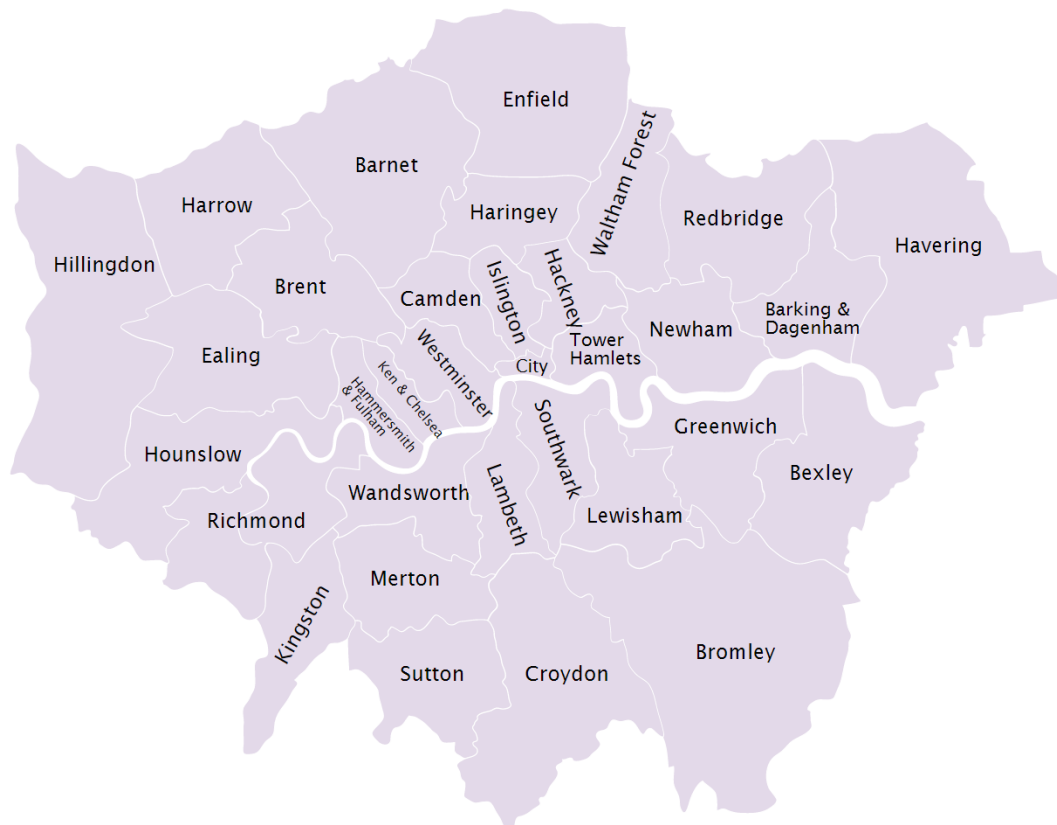 Enfield
Barnet
Waltham Forest
Harrow
Haringey
Redbridge
Havering
Hillingdon
Brent
Camden
Islington
Hackney
Newham
Barking &
Dagenham
Ealing
Westminster
City
Tower
Hamlets
Ken & Chelsea
Hammersmith
& Fulham
Southwark
Greenwich
Hounslow
Bexley
Wandsworth
Lambeth
Richmond
Lewisham
Merton
Kingston
Sutton
Croydon
Bromley